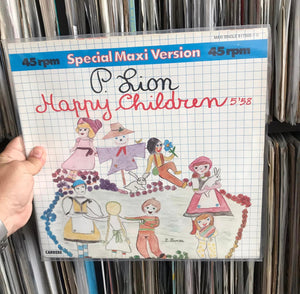 45 rpm Special Maxi Version 45 rpm
P. Lion
Happy Children 5'58
CARRERE